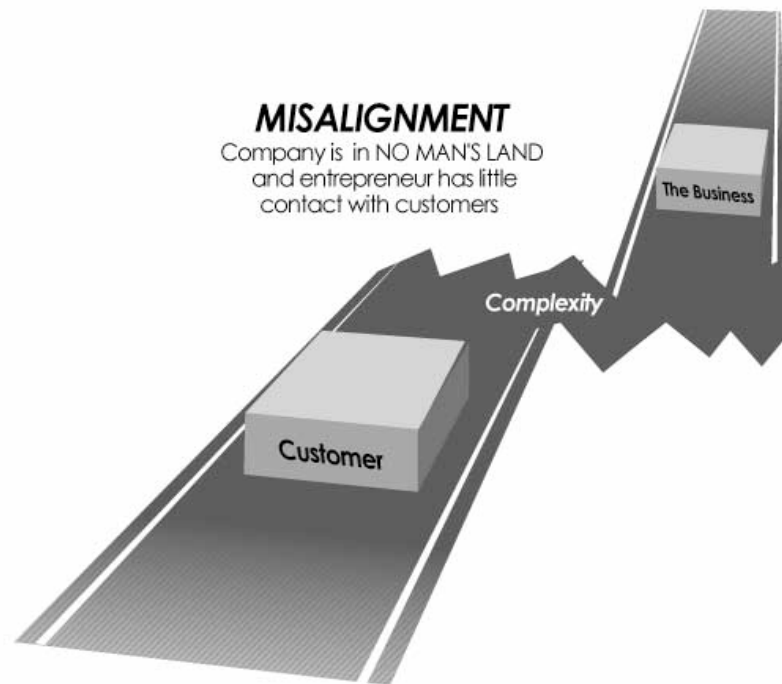 MISALIGNMENT
Company is in NO MAN'S LAND
and entrepreneur has little
contact with customers
The Business
Complexity
Customer